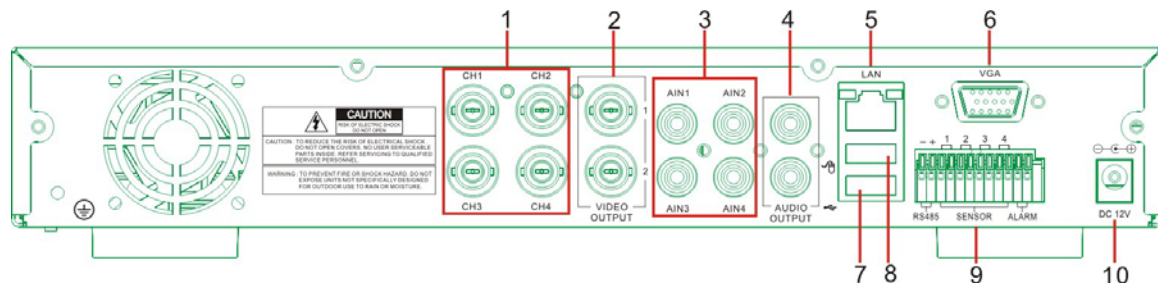 1 2 3 4 5 6
CH1 CH2 AIN1 AIN2 LAN VGA
1
CAUTION
RISK OF ELECTRIC SHOCK
DO NOT OPEN
CAUTION : TO REDUCE THE RISK OF ELECTRICAL SHOCK
DO NOT OPEN COVERS. NO USER SERVICEABLE
PARTS INSIDE. REFER SERVICING TO QUALIFIED
SERVICE PERSONNEL.
WARNING : TO PREVENT FIRE OR SHOCK HAZARD. DO NOT
EXPOSE UNITS NOT SPECIFICALLY DESIGNED
FOR OUTDOOR USE TO RAIN OR MOISTURE.
− + 1 2 3 4
2
CH3 CH4 VIDEO OUTPUT AIN3 AIN4 AUDIO OUTPUT
RS485 SENSOR ALARM DC 12V
7 8 9 10